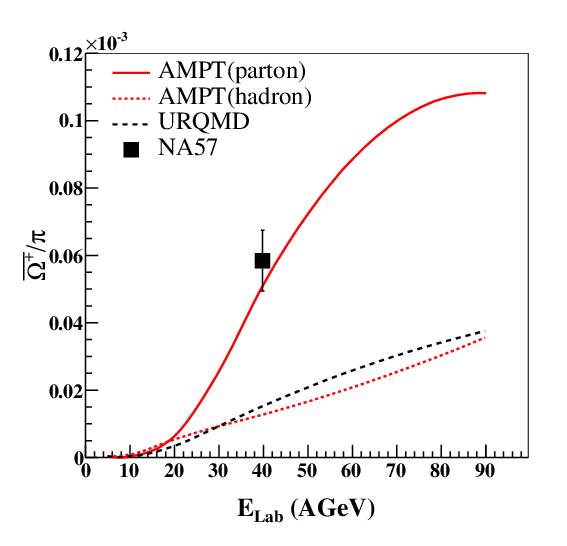 ×10⁻³
0.12
AMPT(parton)
AMPT(hadron)
URQMD
NA57
0.1
0.08
0.06
0.04
0.02
0
Ω̅⁺/π
0 10 20 30 40 50 60 70 80 90
E_Lab (AGeV)